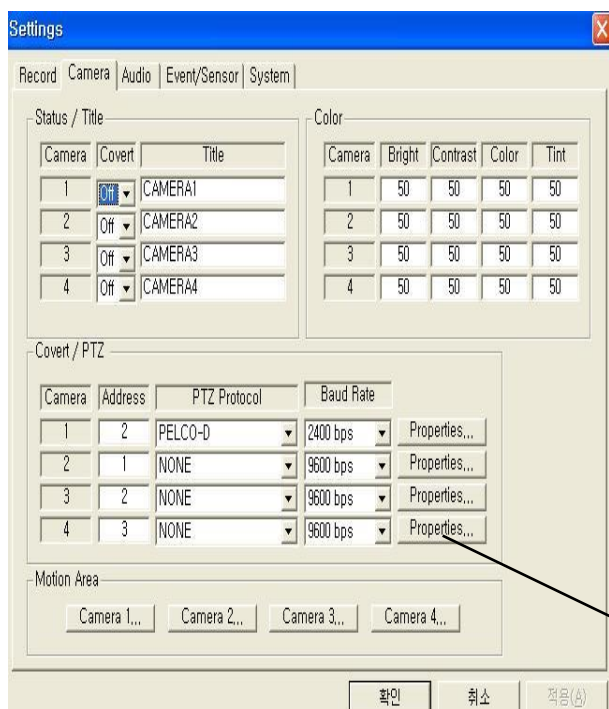 Settings
Record Camera Audio Event/Sensor System
Status / Title
Camera Covert Title
1 Off CAMERA1
2 Off CAMERA2
3 Off CAMERA3
4 Off CAMERA4
Color
Camera Bright Contrast Color Tint
1 50 50 50 50
2 50 50 50 50
3 50 50 50 50
4 50 50 50 50
Covert / PTZ
Camera Address PTZ Protocol Baud Rate
1 2 PELCO-D 2400 bps Properties...
2 1 NONE 9600 bps Properties...
3 2 NONE 9600 bps Properties...
4 3 NONE 9600 bps Properties...
Motion Area
Camera 1... Camera 2... Camera 3... Camera 4...
확인 취소 적용(A)